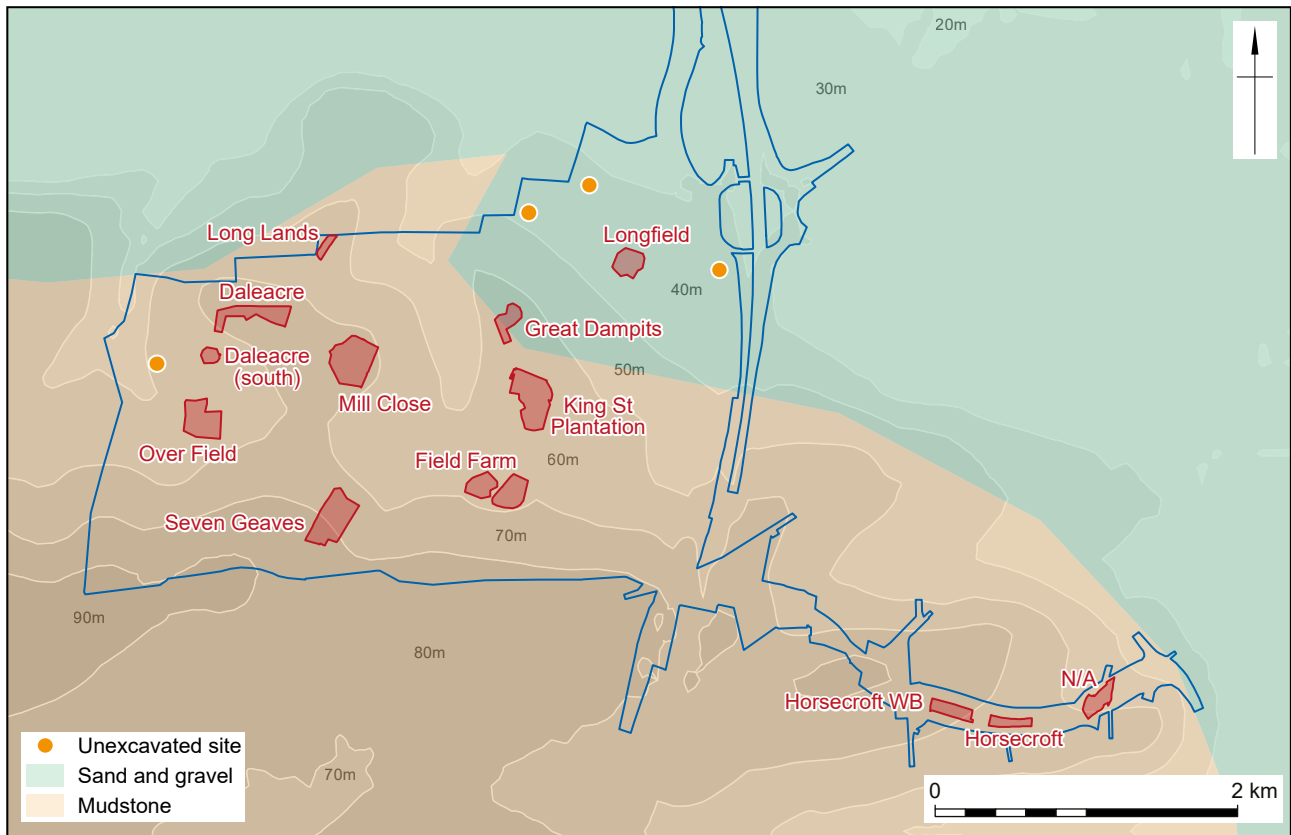 20m
30m
Long Lands
Longfield
Daleacre
40m
Great Dampits
Daleacre
(south)
50m
Mill Close
King St
Plantation
Over Field
Field Farm
60m
Seven Geaves
70m
90m
80m
N/A
Horsecroft WB
Horsecroft
Unexcavated site
Sand and gravel
70m
Mudstone
0
2 km